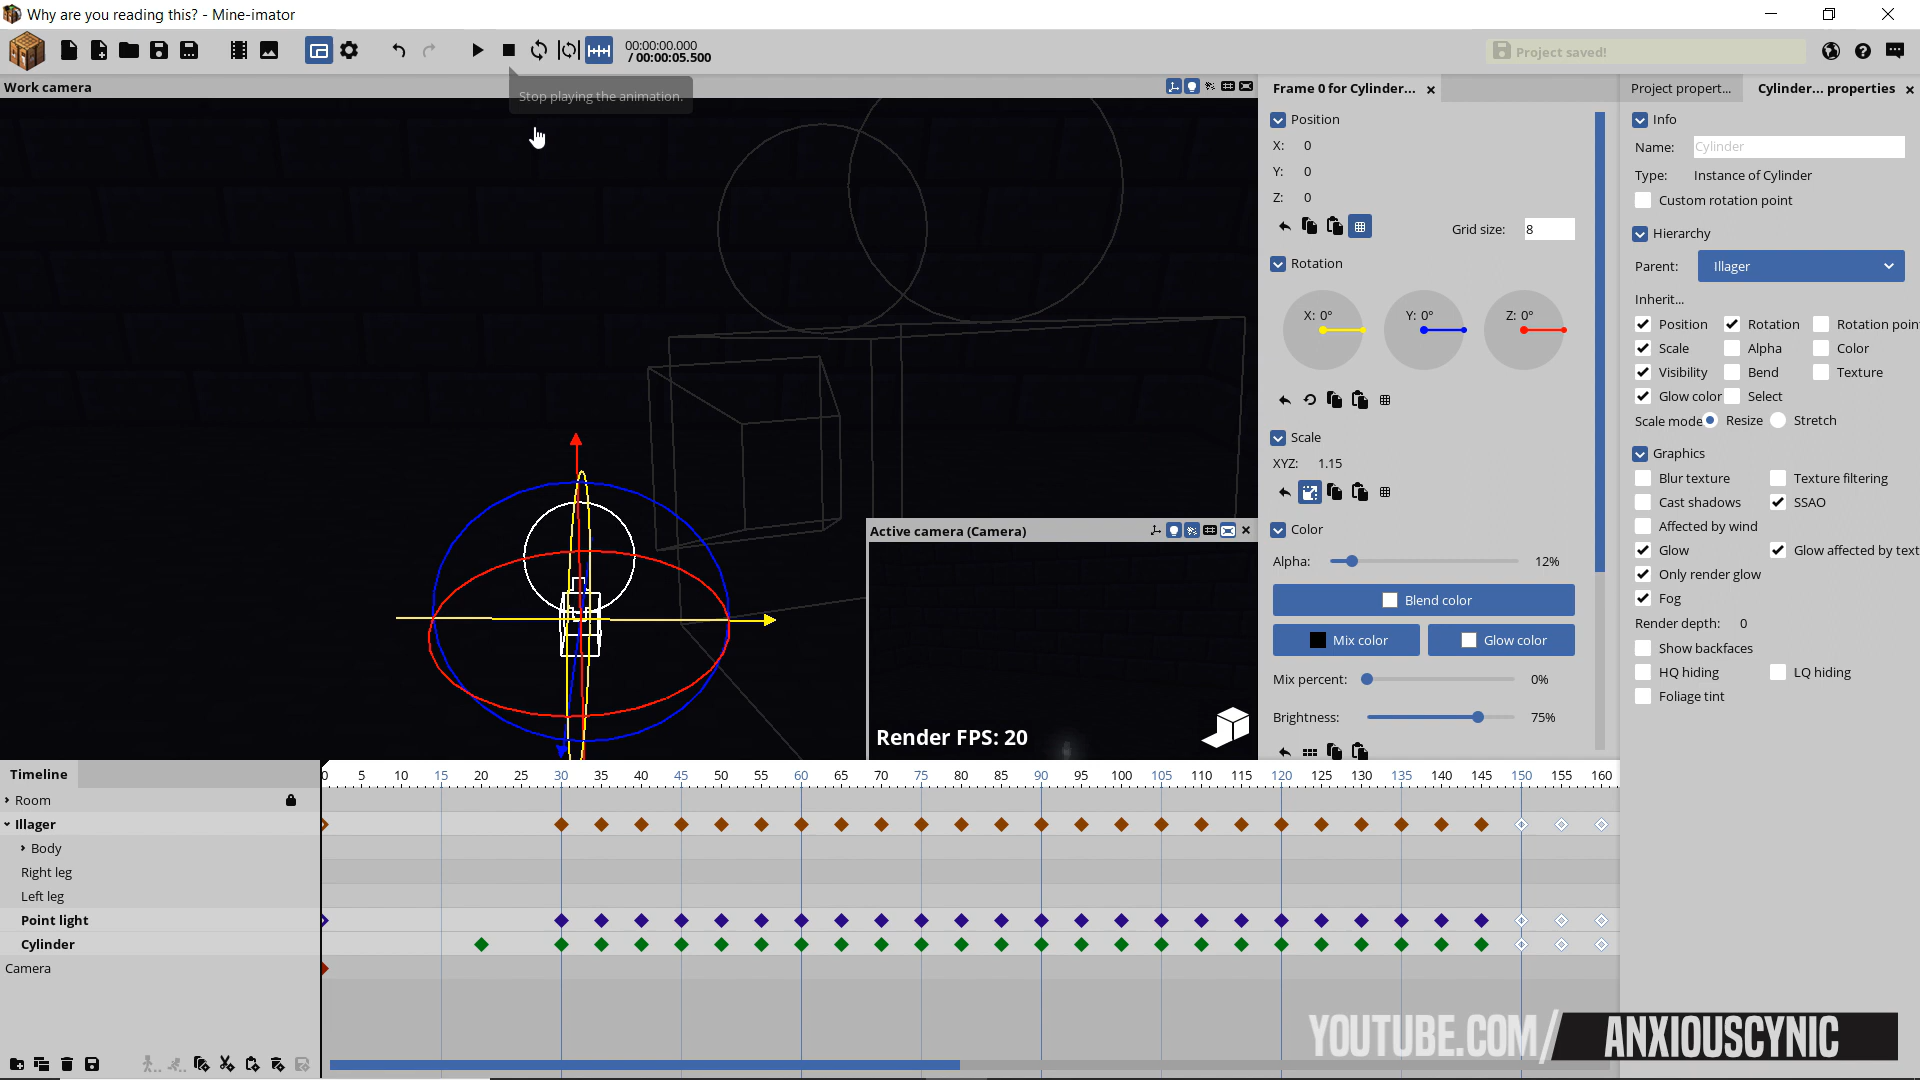 Why are you reading this? - Mine-imator
00:00:00.000
/ 00:00:05.500
Project saved!
Work camera
Stop playing the animation.
Frame 0 for Cylinder...
Position
X: 0
Y: 0
Z: 0
Grid size: 8
Rotation
X: 0° Y: 0° Z: 0°
Scale
XYZ: 1.15
Color
Alpha: 12%
Blend color
Mix color Glow color
Mix percent: 0%
Brightness: 75%
Project propert... Cylinder... properties
Info
Name: Cylinder
Type: Instance of Cylinder
Custom rotation point
Hierarchy
Parent: Illager
Inherit...
Position Rotation Rotation poin
Scale Alpha Color
Visibility Bend Texture
Glow color Select
Scale mode Resize Stretch
Graphics
Blur texture Texture filtering
Cast shadows SSAO
Affected by wind
Glow Glow affected by text
Only render glow
Fog
Render depth: 0
Show backfaces
HQ hiding LQ hiding
Foliage tint
Active camera (Camera)
Render FPS: 20
Timeline
0 5 10 15 20 25 30 35 40 45 50 55 60 65 70 75 80 85 90 95 100 105 110 115 120 125 130 135 140 145 150 155 160
Room
Illager
Body
Right leg
Left leg
Point light
Cylinder
Camera
YOUTUBE.COM/ ANXIOUSCYNIC